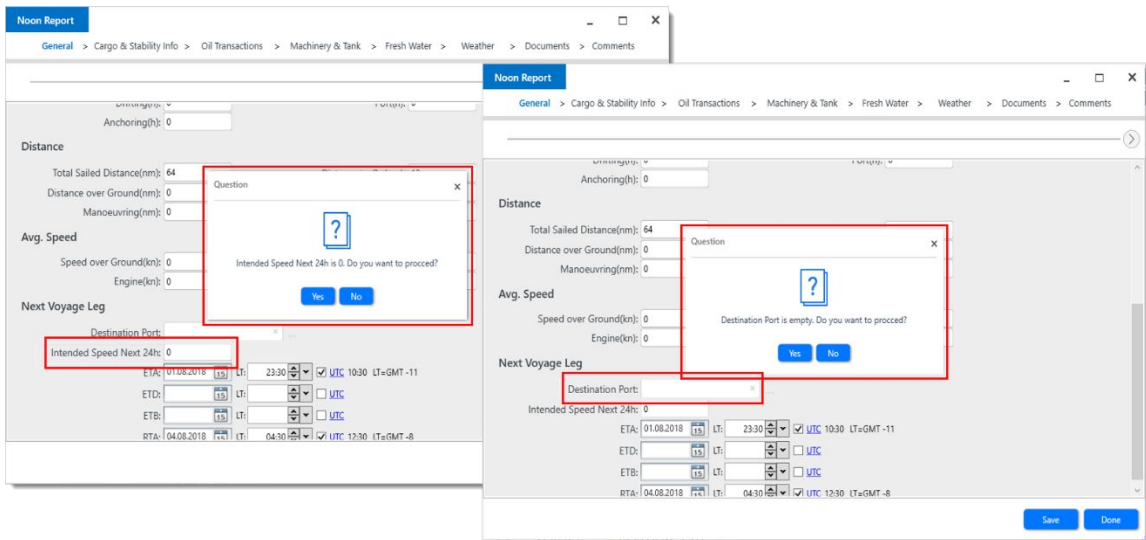 Noon Report
General > Cargo & Stability Info > Oil Transactions > Machinery & Tank > Fresh Water > Weather > Documents > Comments
Anchoring(h): 0
Distance
Total Sailed Distance(nm): 64
Distance over Ground(nm): 0
Manoeuvring(nm): 0
Avg. Speed
Speed over Ground(kn): 0
Engine(kn): 0
Next Voyage Leg
Destination Port:
Intended Speed Next 24h: 0
ETA: 01.08.2018 15 LT: 23:30 UTC 10:30 LT=GMT -11
ETD: 15 LT: UTC
ETB: 15 LT: UTC
RTA: 04.08.2018 15 LT: 04:30 UTC 12:30 LT=GMT -8
Question x
?
Intended Speed Next 24h is 0. Do you want to procced?
Yes No
Noon Report
General > Cargo & Stability Info > Oil Transactions > Machinery & Tank > Fresh Water > Weather > Documents > Comments
Anchoring(h): 0
Distance
Total Sailed Distance(nm): 64
Distance over Ground(nm): 0
Manoeuvring(nm): 0
Avg. Speed
Speed over Ground(kn): 0
Engine(kn): 0
Next Voyage Leg
Destination Port: x ...
Intended Speed Next 24h: 0
ETA: 01.08.2018 15 LT: 23:30 UTC 10:30 LT=GMT -11
ETD: 15 LT: UTC
ETB: 15 LT: UTC
RTA: 04.08.2018 15 LT: 04:30 UTC 12:30 LT=GMT -8
Question x
?
Destination Port is empty. Do you want to procced?
Yes No
Save Done